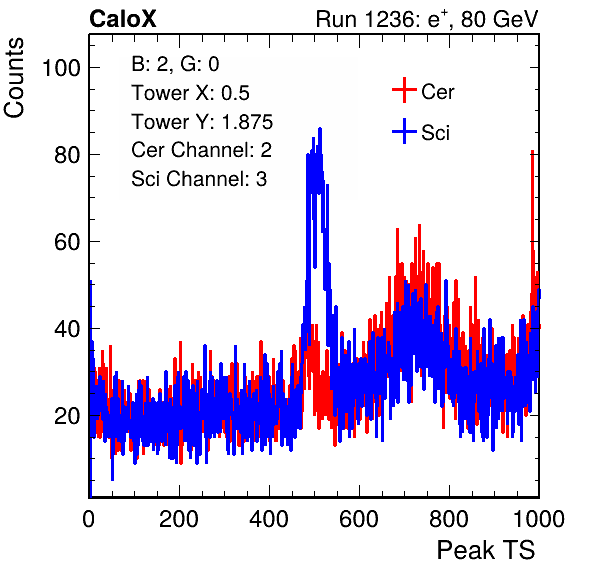 CaloX Run 1236: e⁺, 80 GeV
B: 2, G: 0
Tower X: 0.5
Tower Y: 1.875
Cer Channel: 2
Sci Channel: 3
Cer
Sci
Counts
100
80
60
40
20
0 200 400 600 800 1000
Peak TS